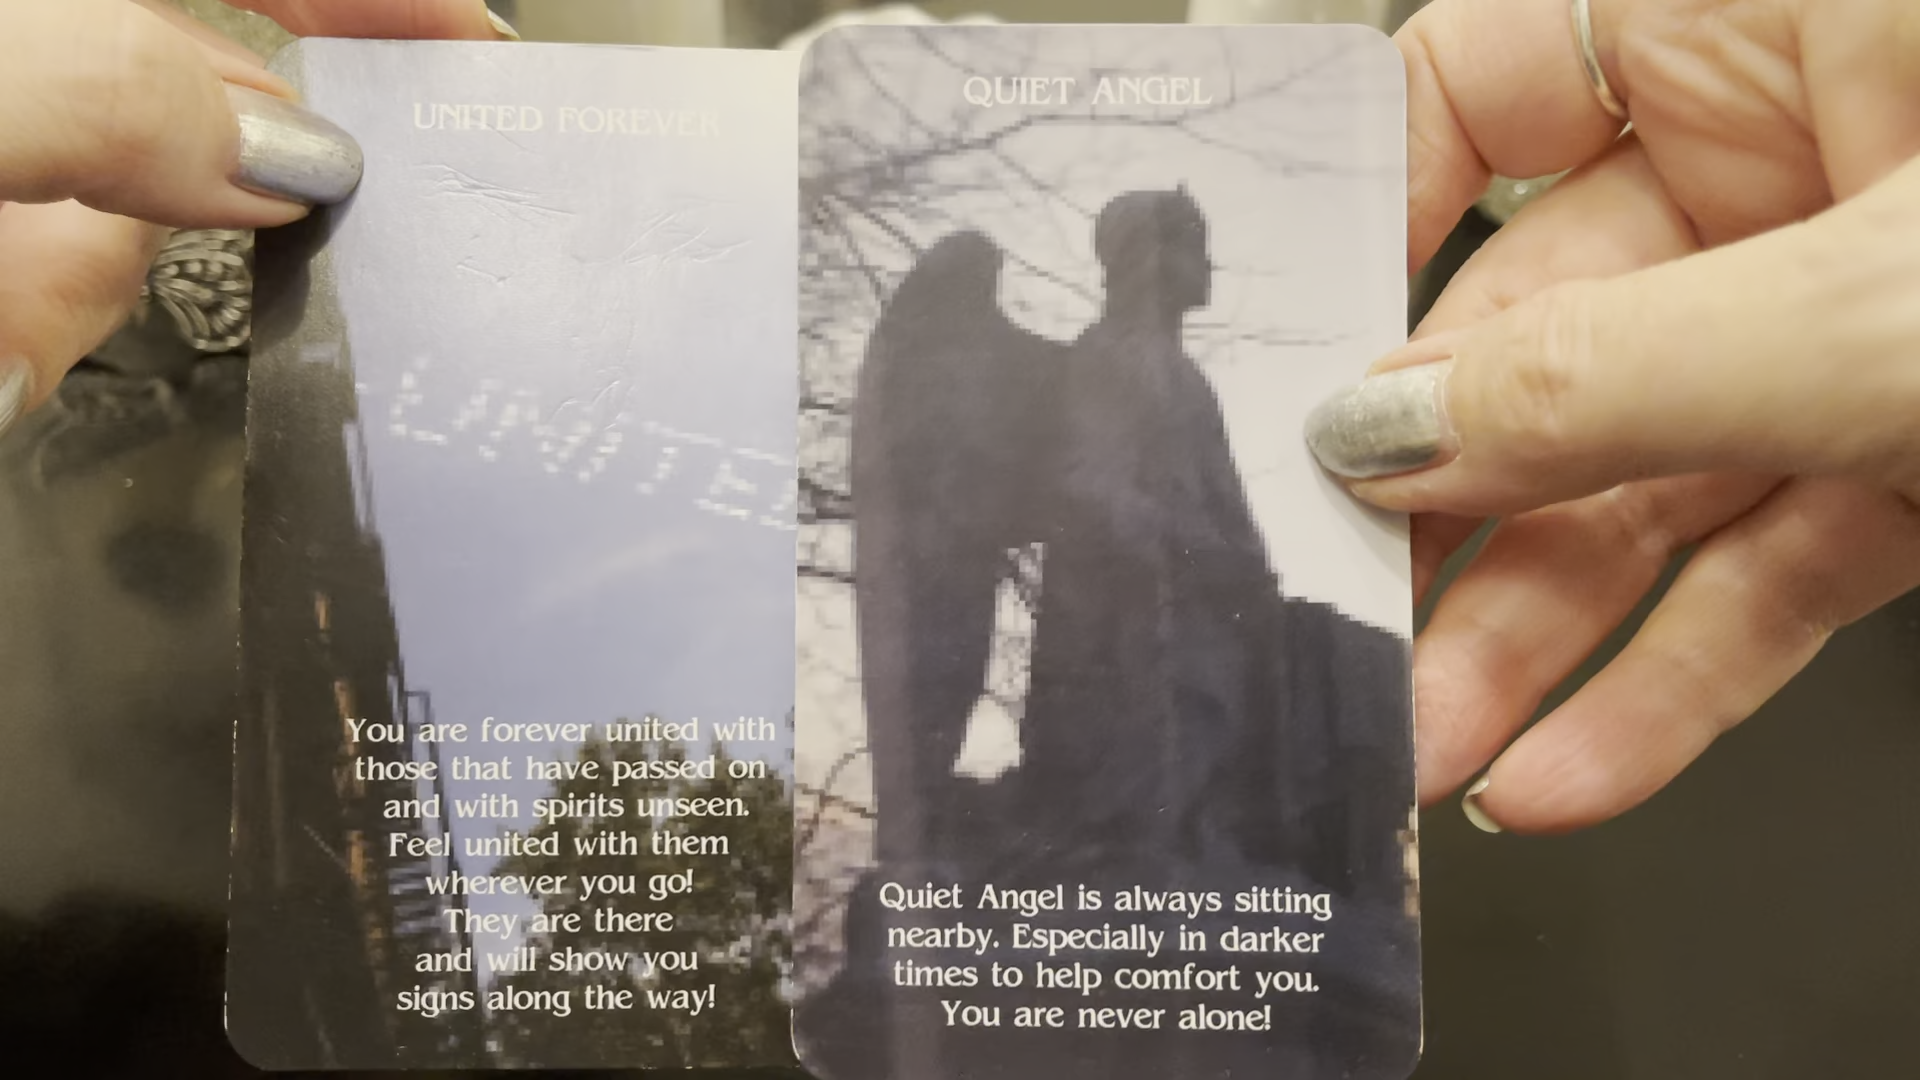 UNITED FOREVER
UNITED
You are forever united with
those that have passed on
and with spirits unseen.
Feel united with them
wherever you go!
They are there
and will show you
signs along the way!
QUIET ANGEL
Quiet Angel is always sitting
nearby. Especially in darker
times to help comfort you.
You are never alone!